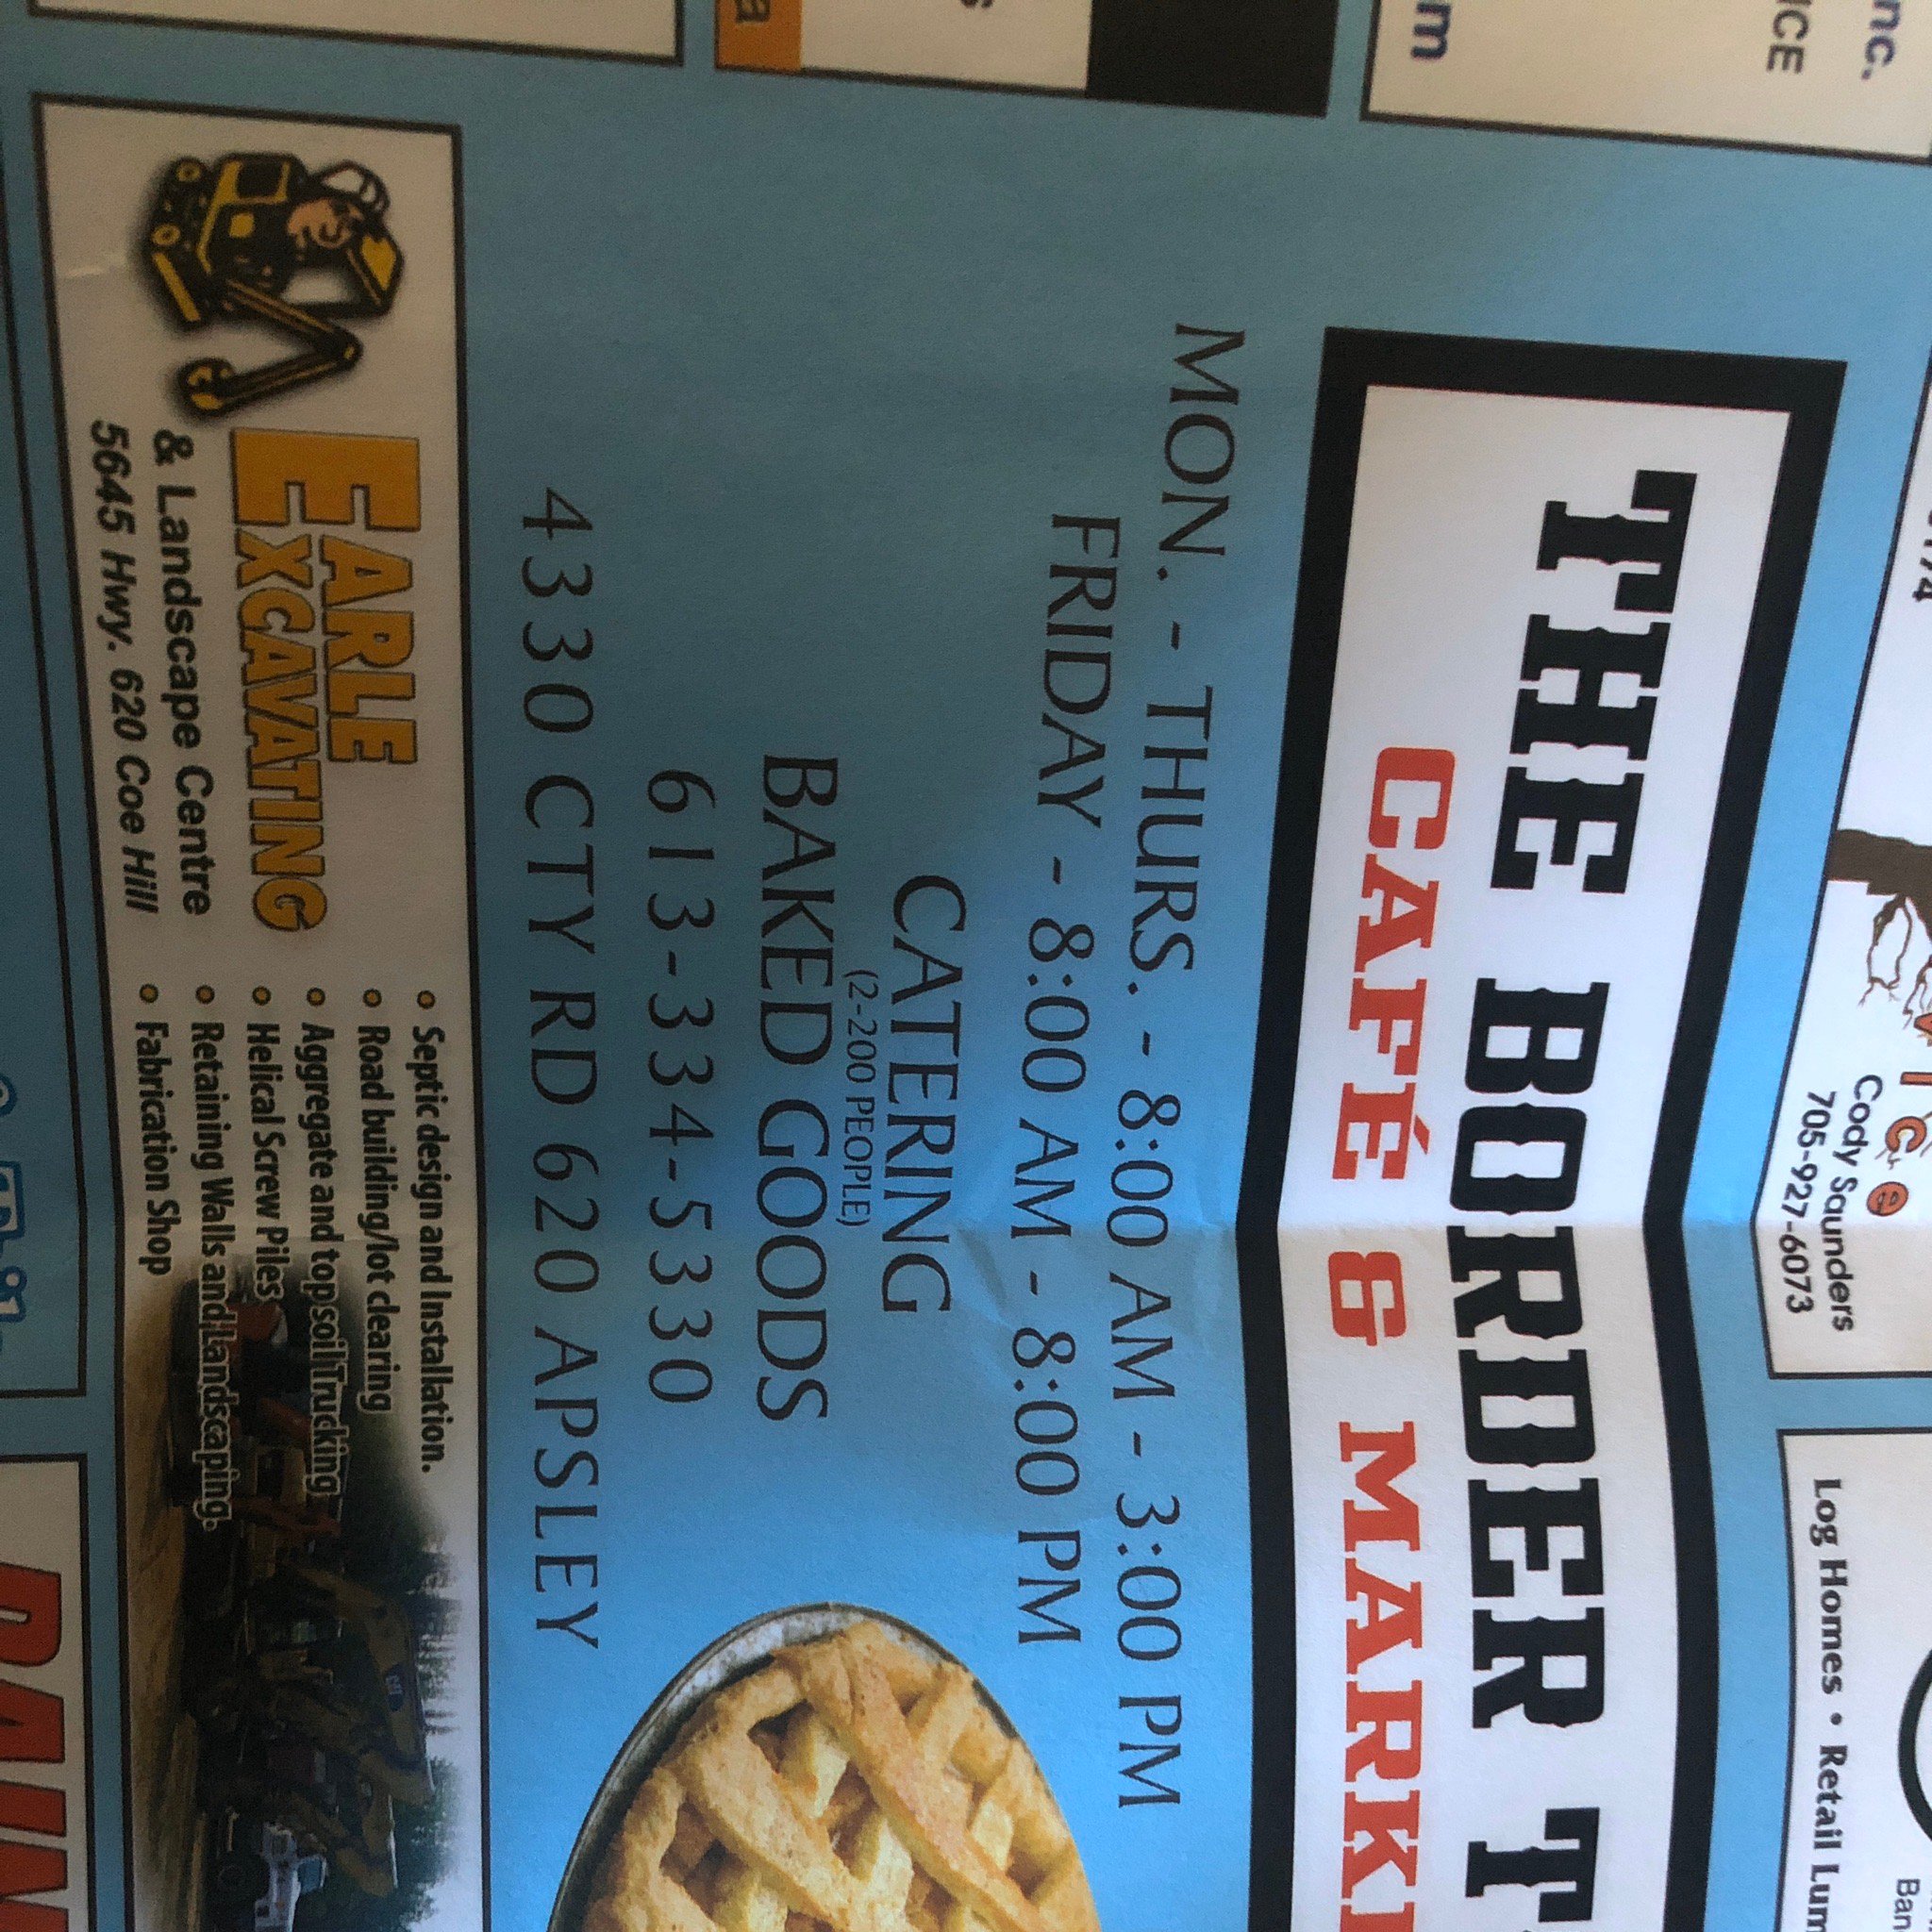 nc.
ICE
m
Cody Saunders
705-927-6073
Log Homes • Retail Lum
THE BORDER T
CAFÉ & MARK
MON. - THURS. - 8:00 AM - 3:00 PM
FRIDAY - 8:00 AM - 8:00 PM
CATERING
(2-200 PEOPLE)
BAKED GOODS
613-334-5330
4330 CTY RD 620 APSLEY
EARLE
EXCAVATING
& Landscape Centre
5645 Hwy. 620 Coe Hill
• Septic design and Installation.
• Road building/lot clearing
• Aggregate and topsoil Trucking
• Helical Screw Piles
• Retaining Walls and Landscaping.
• Fabrication Shop